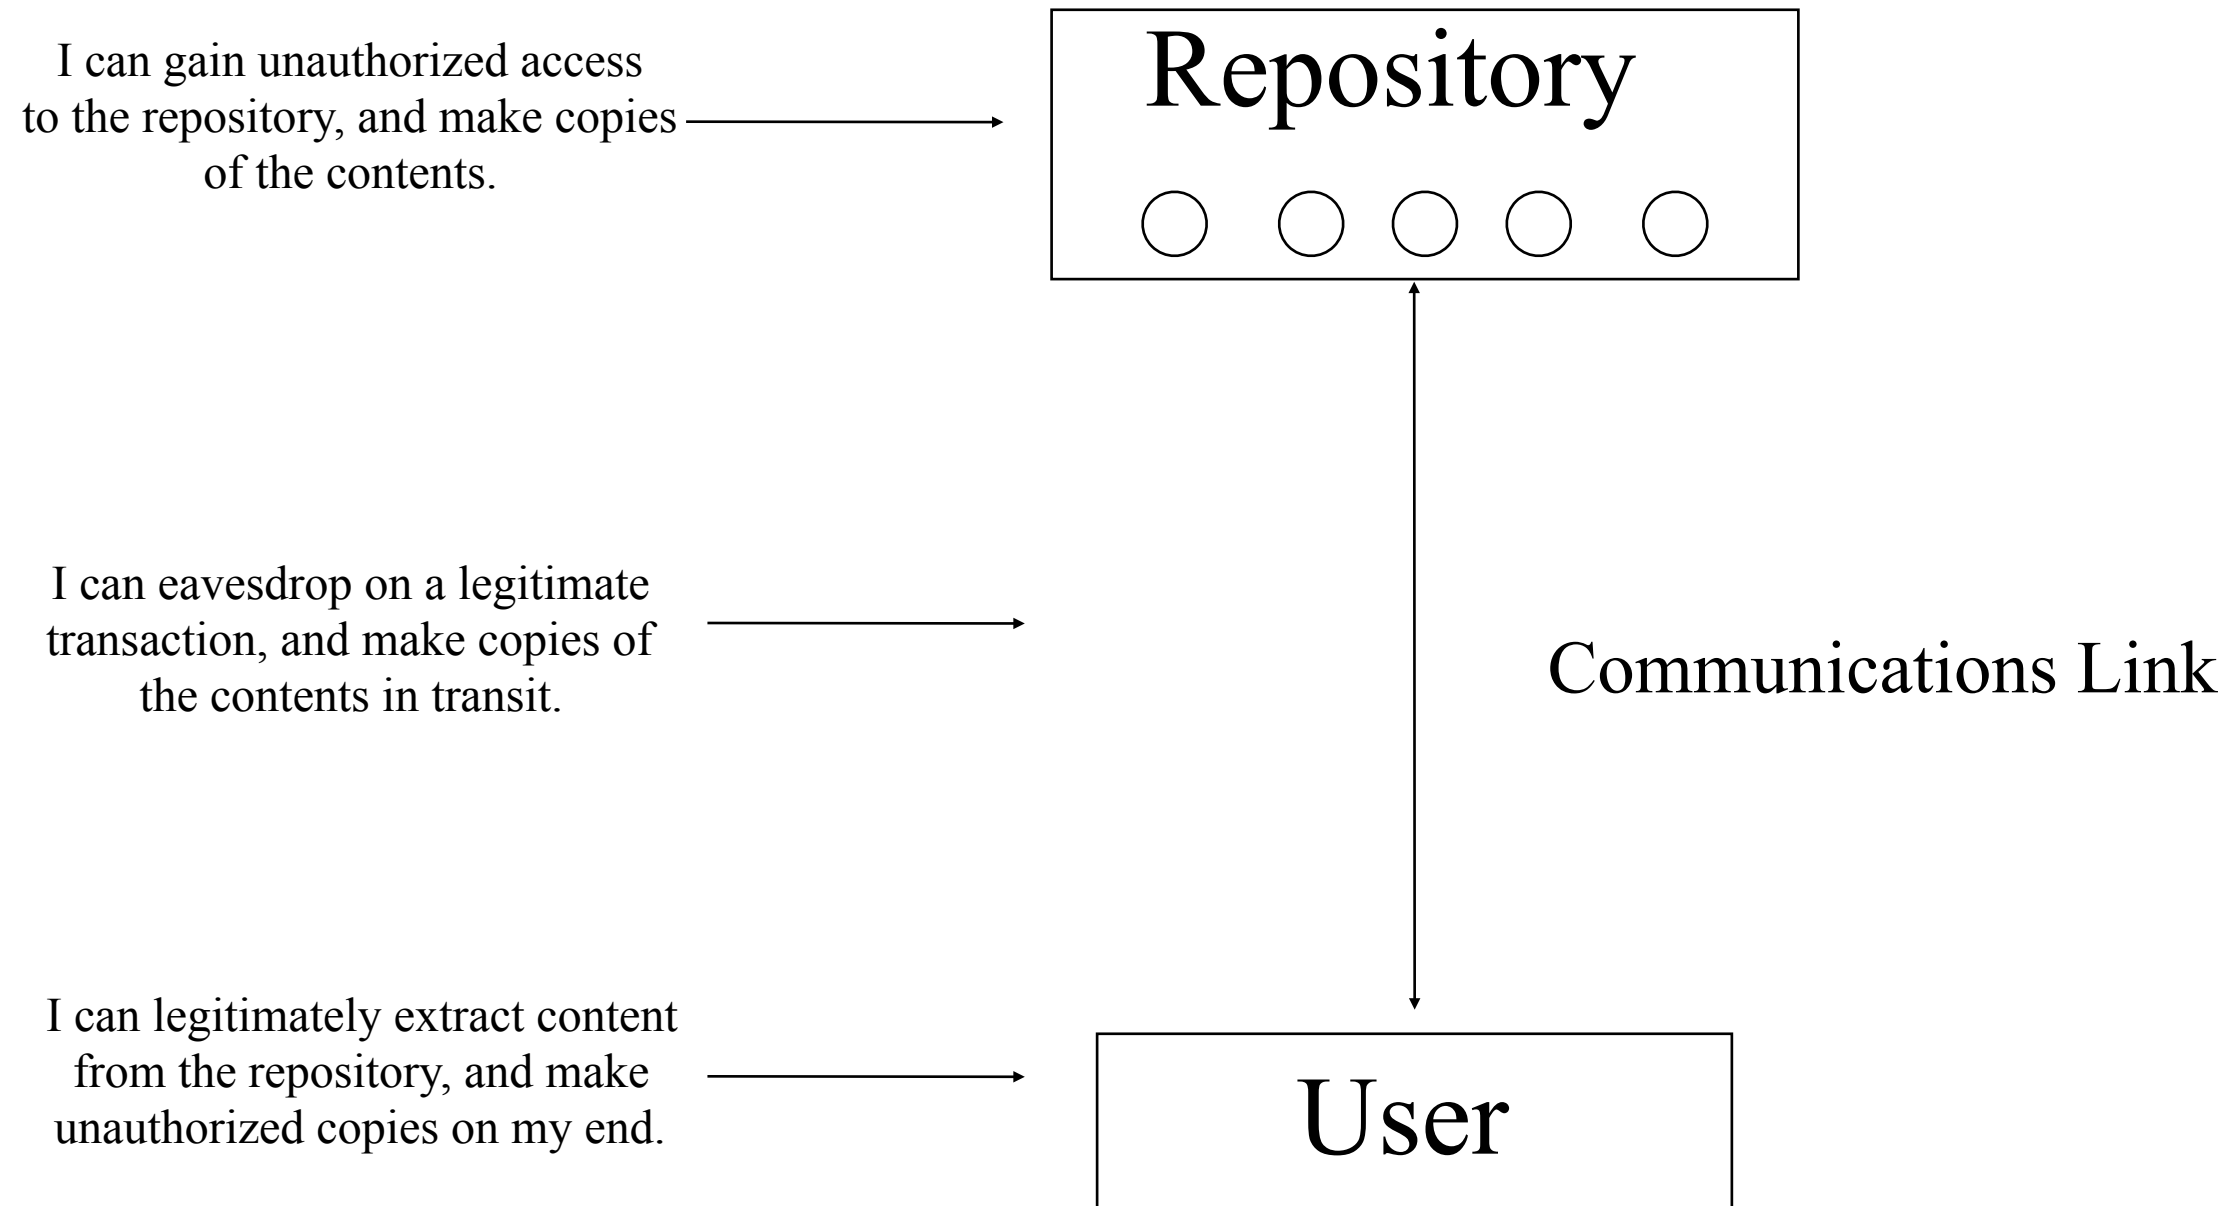 I can gain unauthorized access
to the repository, and make copies
of the contents.
Repository
I can eavesdrop on a legitimate
transaction, and make copies of
the contents in transit.
Communications Link
I can legitimately extract content
from the repository, and make
unauthorized copies on my end.
User